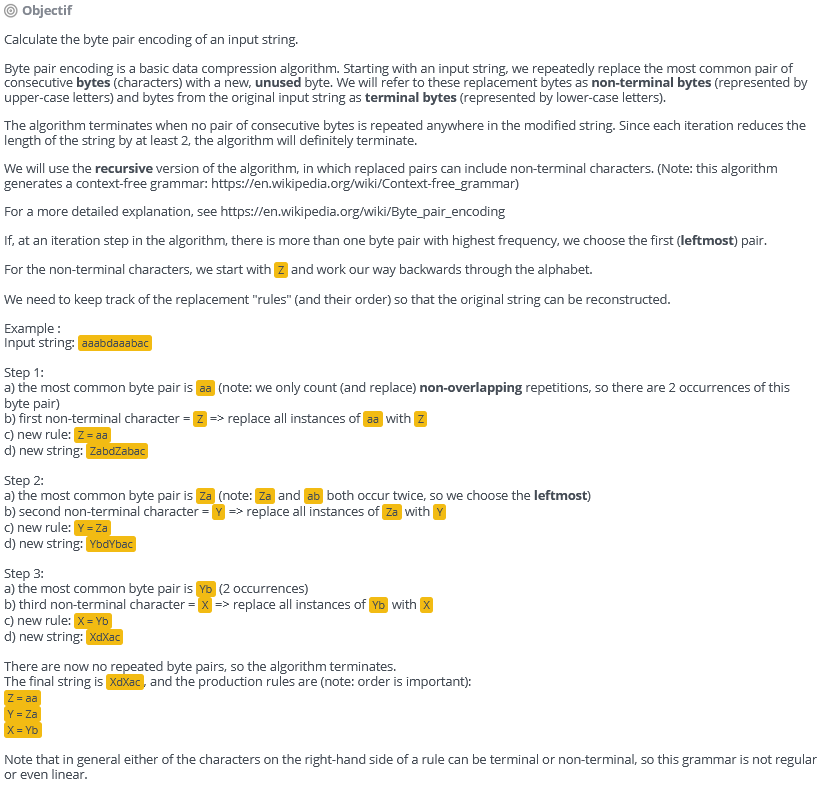 Objectif
Calculate the byte pair encoding of an input string.
Byte pair encoding is a basic data compression algorithm. Starting with an input string, we repeatedly replace the most common pair of
consecutive bytes (characters) with a new, unused byte. We will refer to these replacement bytes as non-terminal bytes (represented by
upper-case letters) and bytes from the original input string as terminal bytes (represented by lower-case letters).
The algorithm terminates when no pair of consecutive bytes is repeated anywhere in the modified string. Since each iteration reduces the
length of the string by at least 2, the algorithm will definitely terminate.
We will use the recursive version of the algorithm, in which replaced pairs can include non-terminal characters. (Note: this algorithm
generates a context-free grammar: https://en.wikipedia.org/wiki/Context-free_grammar)
For a more detailed explanation, see https://en.wikipedia.org/wiki/Byte_pair_encoding
If, at an iteration step in the algorithm, there is more than one byte pair with highest frequency, we choose the first (leftmost) pair.
For the non-terminal characters, we start with Z and work our way backwards through the alphabet.
We need to keep track of the replacement "rules" (and their order) so that the original string can be reconstructed.
Example :
Input string: aaabdaaabac
Step 1:
a) the most common byte pair is aa (note: we only count (and replace) non-overlapping repetitions, so there are 2 occurrences of this
byte pair)
b) first non-terminal character = Z => replace all instances of aa with Z
c) new rule: Z = aa
d) new string: ZabdZabac
Step 2:
a) the most common byte pair is Za (note: Za and ab both occur twice, so we choose the leftmost)
b) second non-terminal character = Y => replace all instances of Za with Y
c) new rule: Y = Za
d) new string: YbdYbac
Step 3:
a) the most common byte pair is Yb (2 occurrences)
b) third non-terminal character = X => replace all instances of Yb with X
c) new rule: X = Yb
d) new string: XdXac
There are now no repeated byte pairs, so the algorithm terminates.
The final string is XdXac, and the production rules are (note: order is important):
Z = aa
Y = Za
X = Yb
Note that in general either of the characters on the right-hand side of a rule can be terminal or non-terminal, so this grammar is not regular
or even linear.